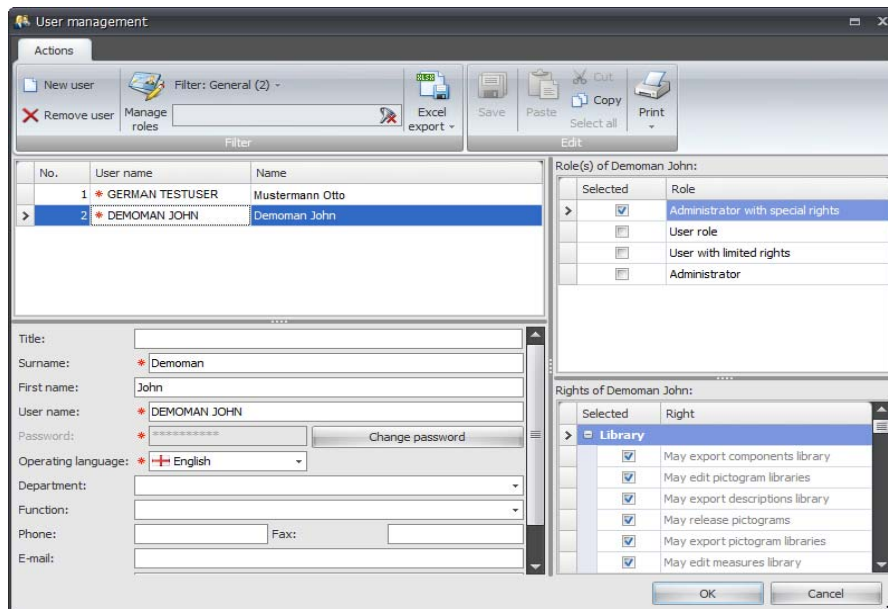 User management
Actions
New user
Remove user
Manage roles
Filter: General (2)
XLSX
Excel export
Filter
Save
Paste
Cut
Copy
Select all
Print
Edit
No. User name Name
1 * GERMAN TESTUSER Mustermann Otto
2 * DEMOMAN JOHN Demoman John
Title:
Surname: * Demoman
First name: John
User name: * DEMOMAN JOHN
Password: * ********** Change password
Operating language: * English
Department:
Function:
Phone: Fax:
E-mail:
Role(s) of Demoman John:
Selected Role
Administrator with special rights
User role
User with limited rights
Administrator
Rights of Demoman John:
Selected Right
Library
May export components library
May edit pictogram libraries
May export descriptions library
May release pictograms
May export pictogram libraries
May edit measures library
OK Cancel